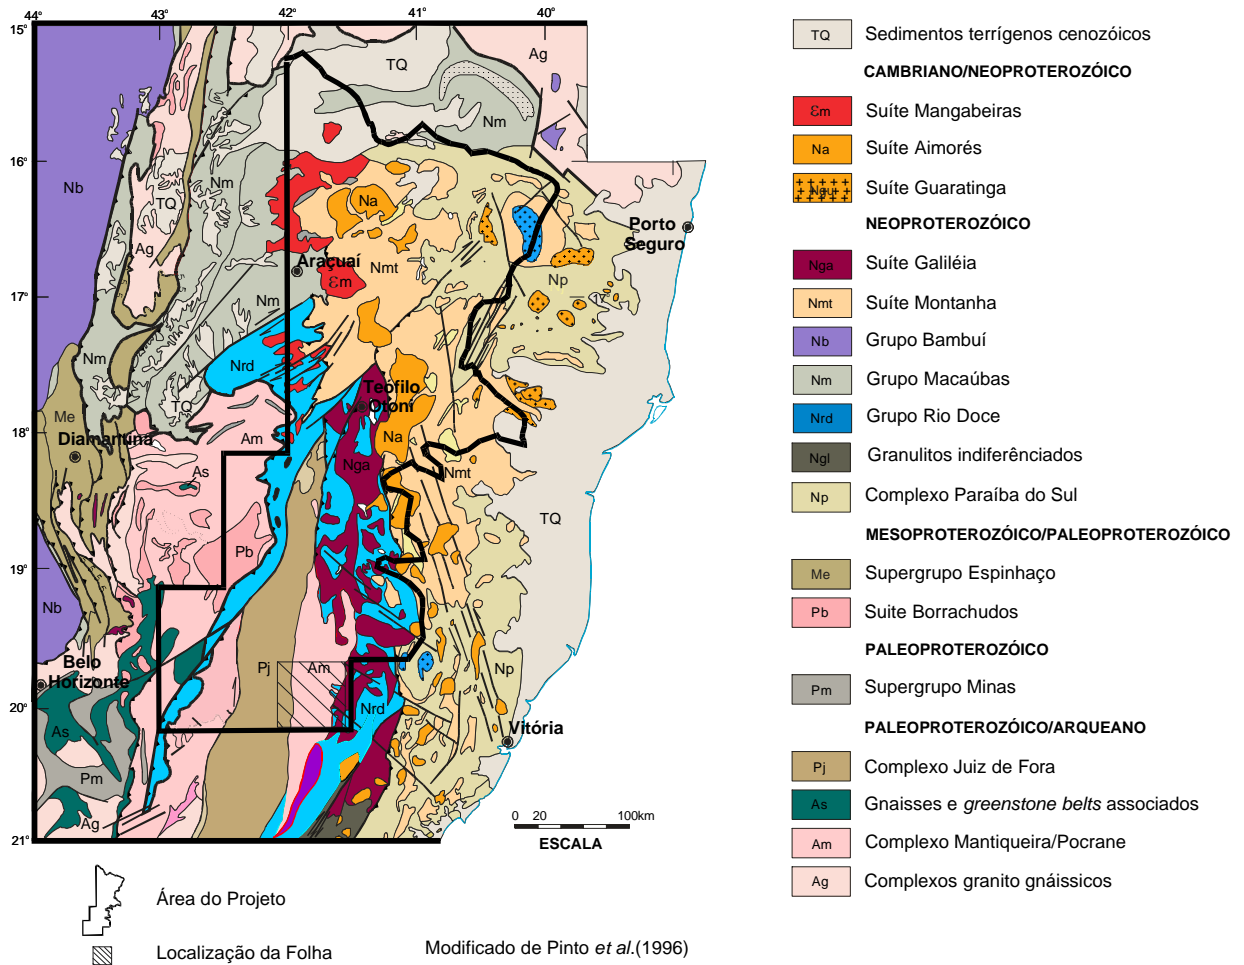 44° 43° 42° 41° 40°
15°
16°
17°
18°
19°
20°
21°
TQ
Ag
Nm
Nb
Nm
TQ
Ag
Na
Porto
Seguro
Araçuaí
Nmt
Ɛm
Np
17°
Nm
Nm
Nrd
TQ
Me
Teófilo
Otoni
Diamantina
Am
Na
As
Nga
Nmt
TQ
Pb
Nb
Belo
Horizonte
Pj
Am
Np
Nrd
Vitória
As
Pm
Ag
0 20 100km
ESCALA
Área do Projeto
Localização da Folha
Modificado de Pinto et al.(1996)
TQ Sedimentos terrígenos cenozóicos
CAMBRIANO/NEOPROTEROZÓICO
Ɛm Suíte Mangabeiras
Na Suíte Aimorés
Ngu Suíte Guaratinga
NEOPROTEROZÓICO
Nga Suíte Galiléia
Nmt Suíte Montanha
Nb Grupo Bambuí
Nm Grupo Macaúbas
Nrd Grupo Rio Doce
Ngl Granulitos indiferênciados
Np Complexo Paraíba do Sul
MESOPROTEROZÓICO/PALEOPROTEROZÓICO
Me Supergrupo Espinhaço
Pb Suite Borrachudos
PALEOPROTEROZÓICO
Pm Supergrupo Minas
PALEOPROTEROZÓICO/ARQUEANO
Pj Complexo Juiz de Fora
As Gnaisses e greenstone belts associados
Am Complexo Mantiqueira/Pocrane
Ag Complexos granito gnáissicos